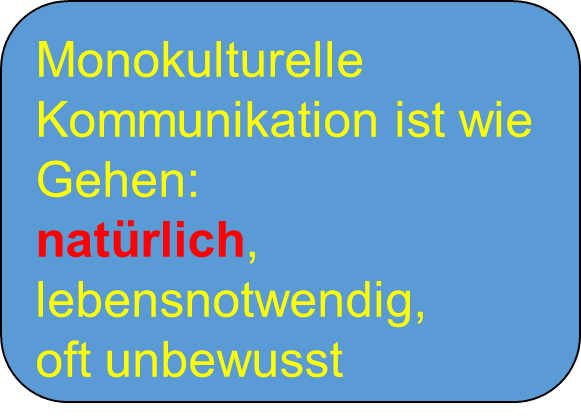 Monokulturelle
Kommunikation ist wie
Gehen:
natürlich,
lebensnotwendig,
oft unbewusst